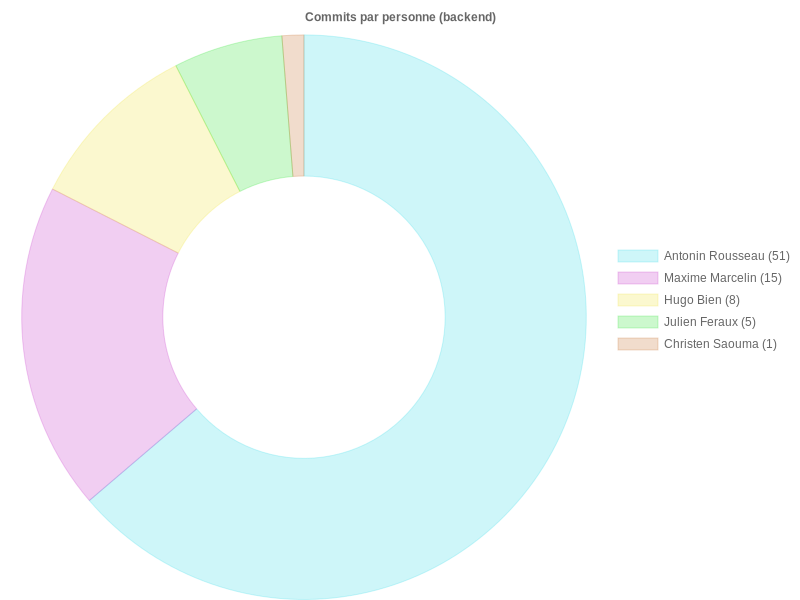 Commits par personne (backend)
Antonin Rousseau (51)
Maxime Marcelin (15)
Hugo Bien (8)
Julien Feraux (5)
Christen Saouma (1)